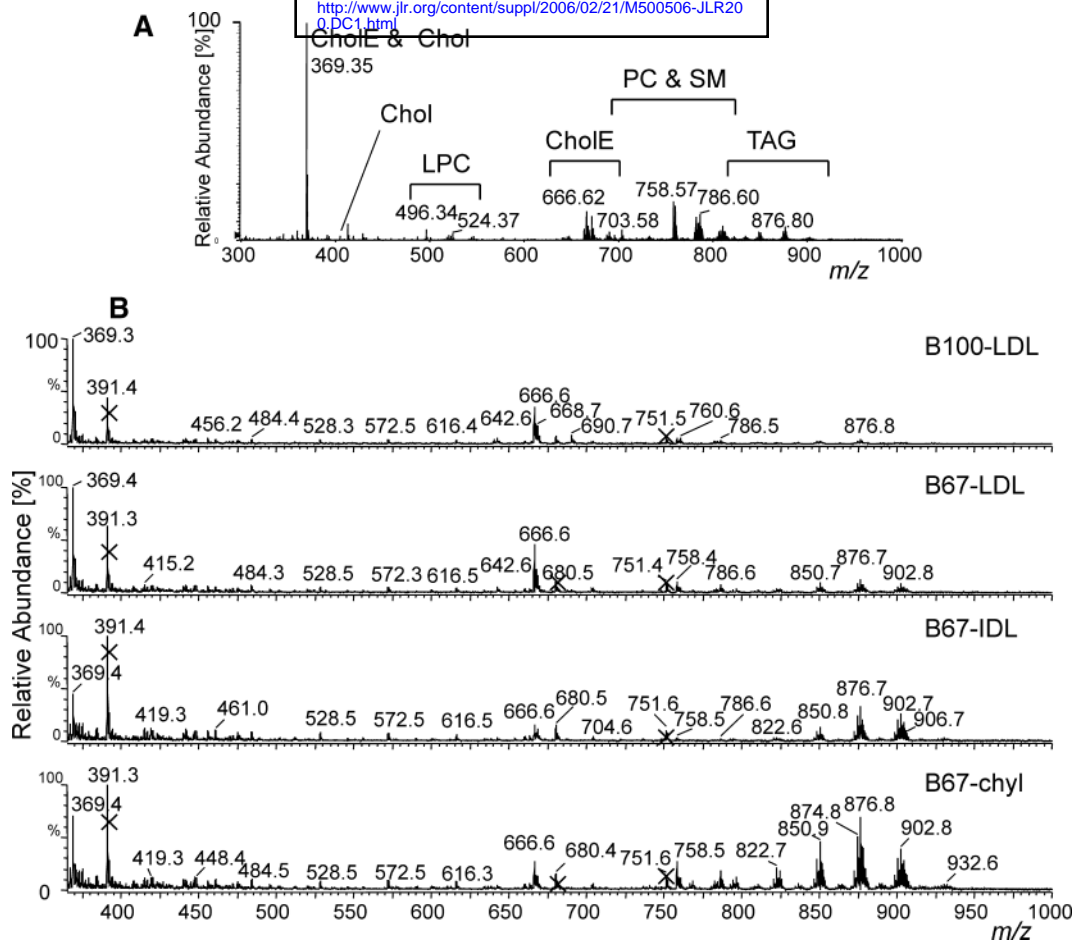 http://www.jlr.org/content/suppl/2006/02/21/M500506-JLR20
0.DC1.html
A
100
CholE & Chol
369.35
Relative Abundance [%]
0
Chol
LPC
496.34
524.37
CholE
666.62
703.58
PC & SM
758.57
786.60
TAG
876.80
300 400 500 600 700 800 900 1000
m/z
B
Relative Abundance [%]
B100-LDL
100
%
0
369.3
391.4
456.2 484.4 528.3 572.5 616.4 642.6 666.6 668.7 690.7 751.5 760.6 786.5 876.8
B67-LDL
100
%
0
369.4
391.3
415.2 484.3 528.5 572.3 616.5 642.6 666.6 680.5 751.4 758.4 786.6 850.7 876.7 902.8
B67-IDL
100
%
0
391.4
369.4
419.3 461.0 528.5 572.5 616.5 666.6 680.5 704.6 751.6 758.5 786.6 822.6 850.8 876.7 902.7 906.7
B67-chyl
100
%
0
391.3
369.4
419.3 448.4 484.5 528.5 572.5 616.3 666.6 680.4 751.6 758.5 822.7 850.9 874.8 876.8 902.8 932.6
400 450 500 550 600 650 700 750 800 850 900 950 1000
m/z